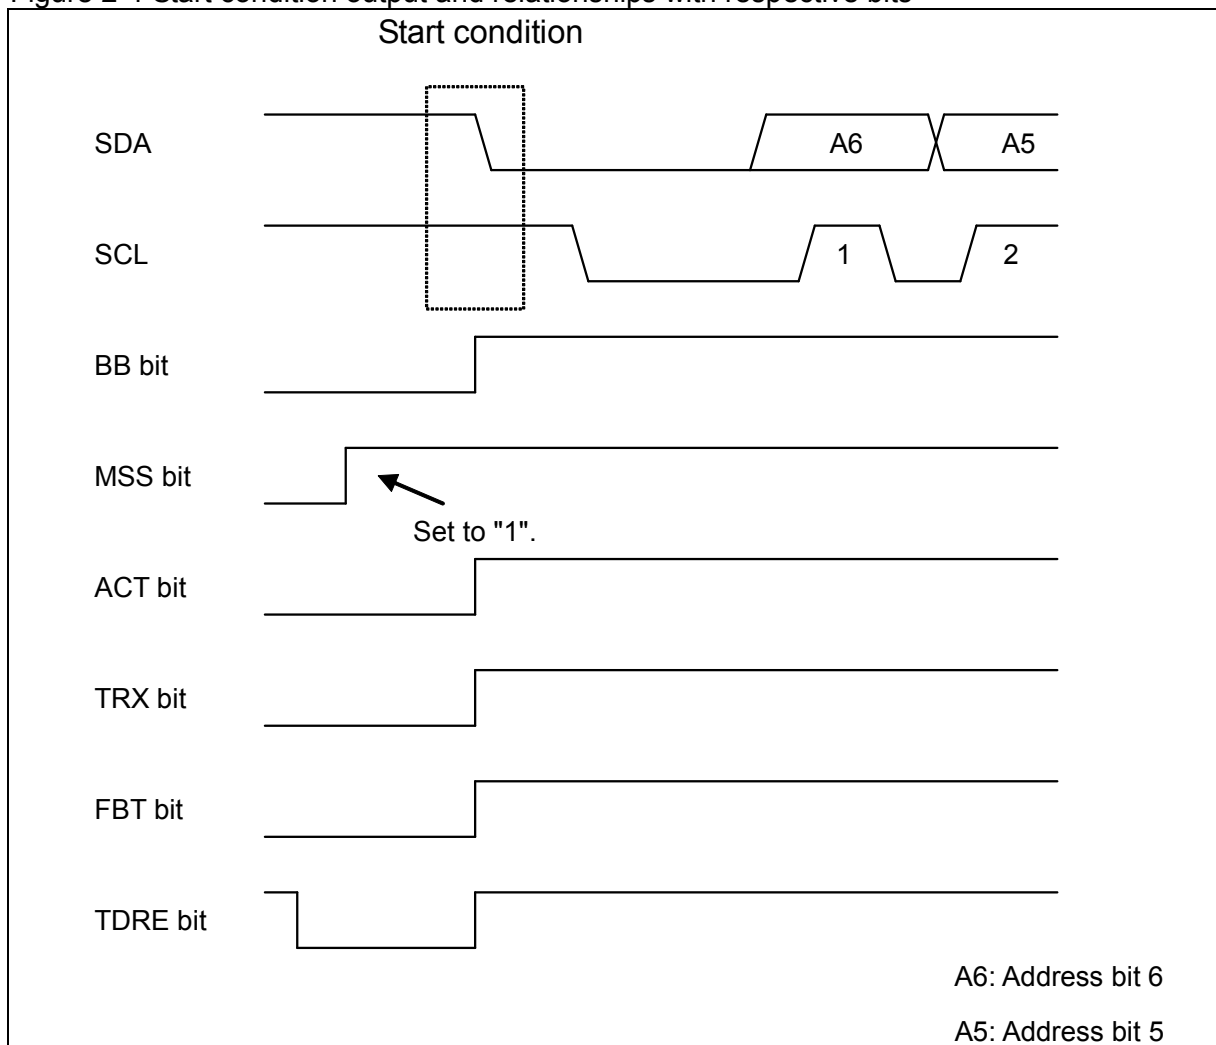 Figure 2-4 Start condition output and relationships with respective bits
Start condition
SDA
A6
A5
SCL
1
2
BB bit
MSS bit
Set to "1".
ACT bit
TRX bit
FBT bit
TDRE bit
A6: Address bit 6
A5: Address bit 5